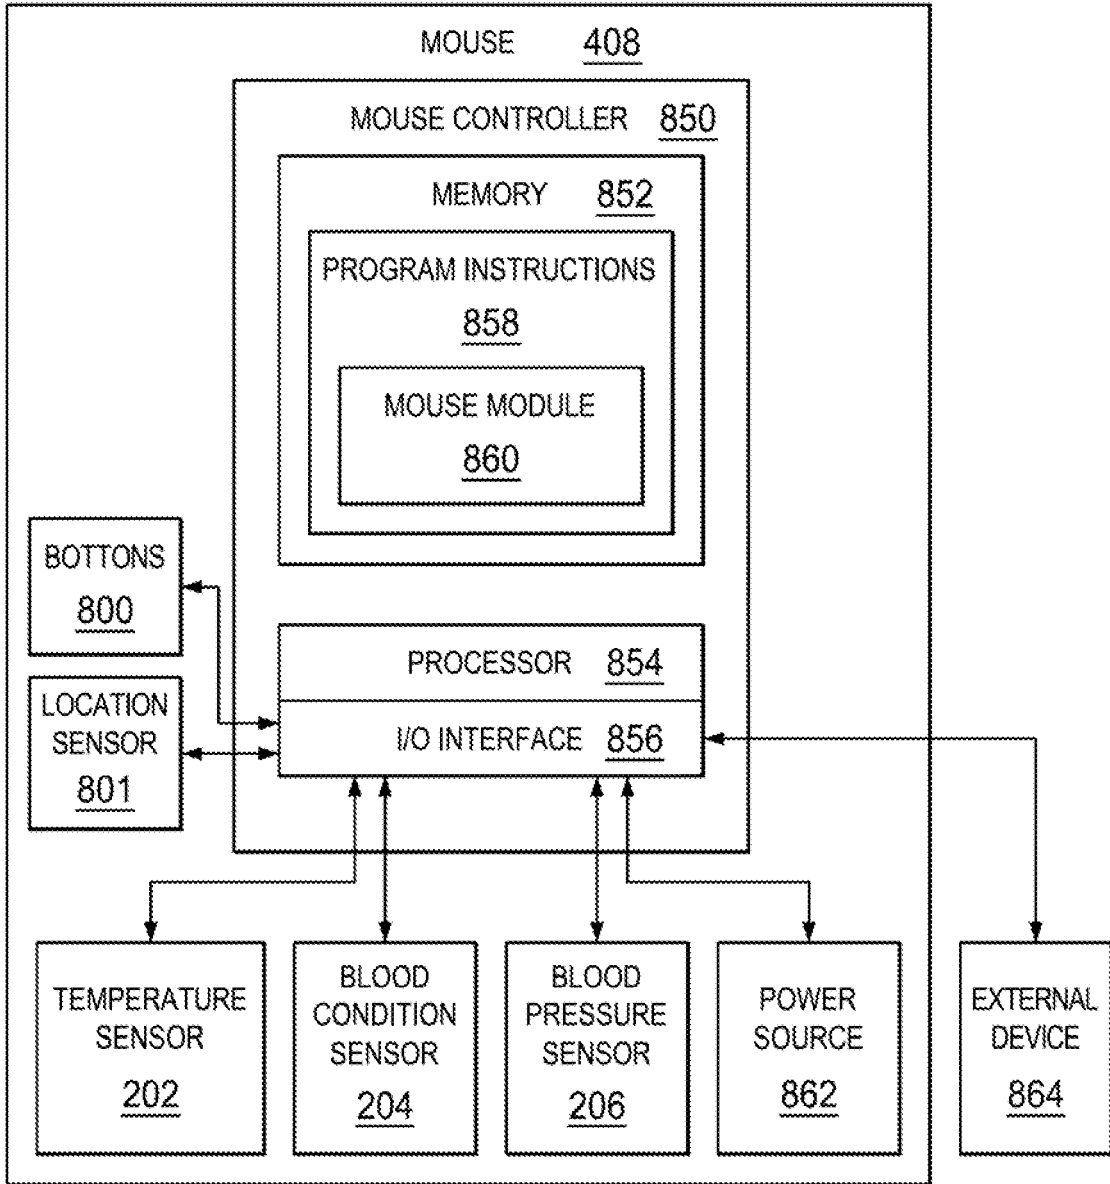 MOUSE 408
MOUSE CONTROLLER 850
MEMORY 852
PROGRAM INSTRUCTIONS
858
MOUSE MODULE
860
BOTTONS
800
LOCATION
SENSOR
801
PROCESSOR 854
I/O INTERFACE 856
TEMPERATURE
SENSOR
202
BLOOD
CONDITION
SENSOR
204
BLOOD
PRESSURE
SENSOR
206
POWER
SOURCE
862
EXTERNAL
DEVICE
864